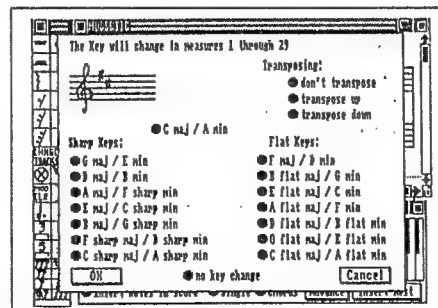 The Key will change in measures 1 through 29
Transposing:
don't transpose
transpose up
transpose down
C maj / A min
Sharp Keys:
G maj / E min
D maj / B min
A maj / F sharp min
E maj / C sharp min
B maj / G sharp min
F sharp maj / D sharp min
C sharp maj / A sharp min
Flat Keys:
F maj / D min
B flat maj / G min
E flat maj / C min
A flat maj / F min
D flat maj / B flat min
G flat maj / E flat min
C flat maj / A flat min
OK
no key change
Cancel